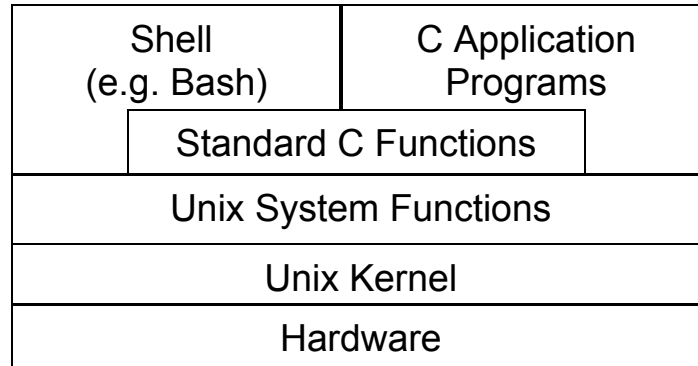 Shell
(e.g. Bash)
C Application
Programs
Standard C Functions
Unix System Functions
Unix Kernel
Hardware